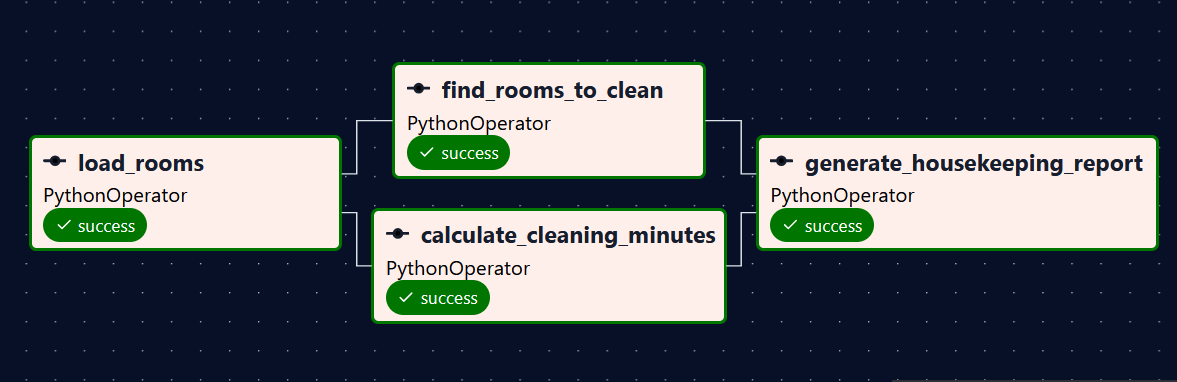 load_rooms
PythonOperator
success
find_rooms_to_clean
PythonOperator
success
calculate_cleaning_minutes
PythonOperator
success
generate_housekeeping_report
PythonOperator
success